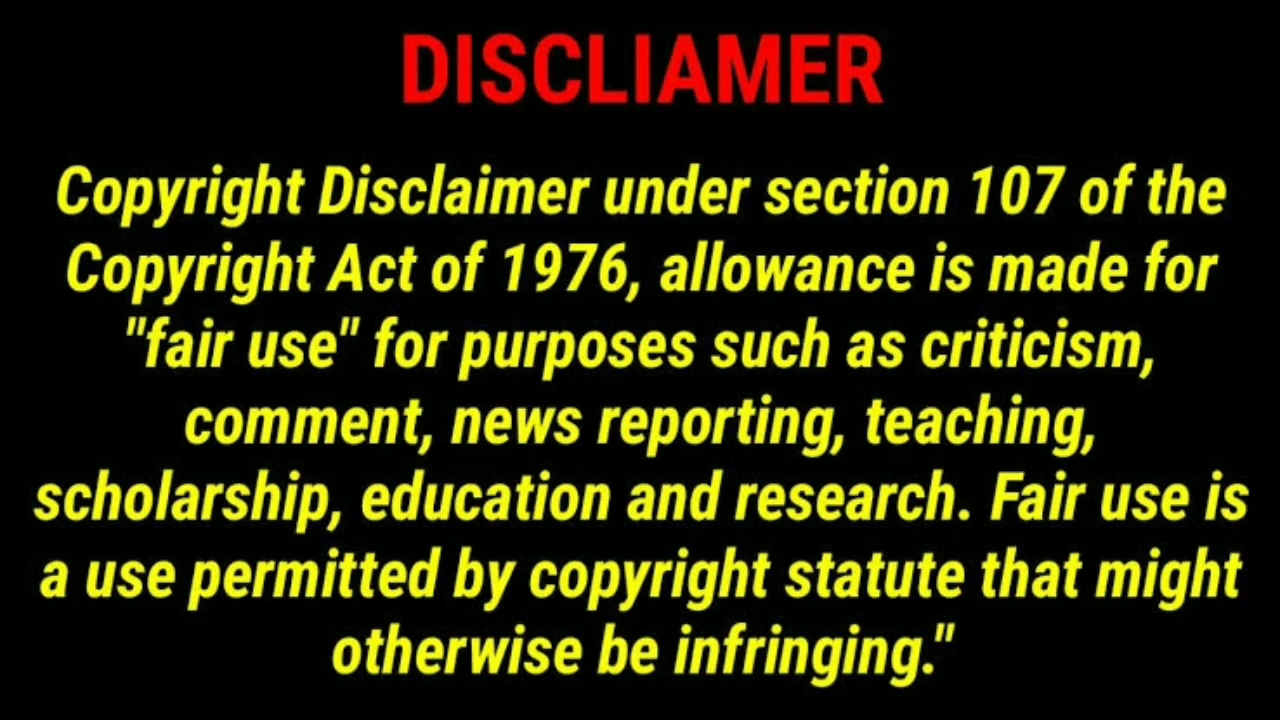 DISCLIAMER
Copyright Disclaimer under section 107 of the
Copyright Act of 1976, allowance is made for
"fair use" for purposes such as criticism,
comment, news reporting, teaching,
scholarship, education and research. Fair use is
a use permitted by copyright statute that might
otherwise be infringing."